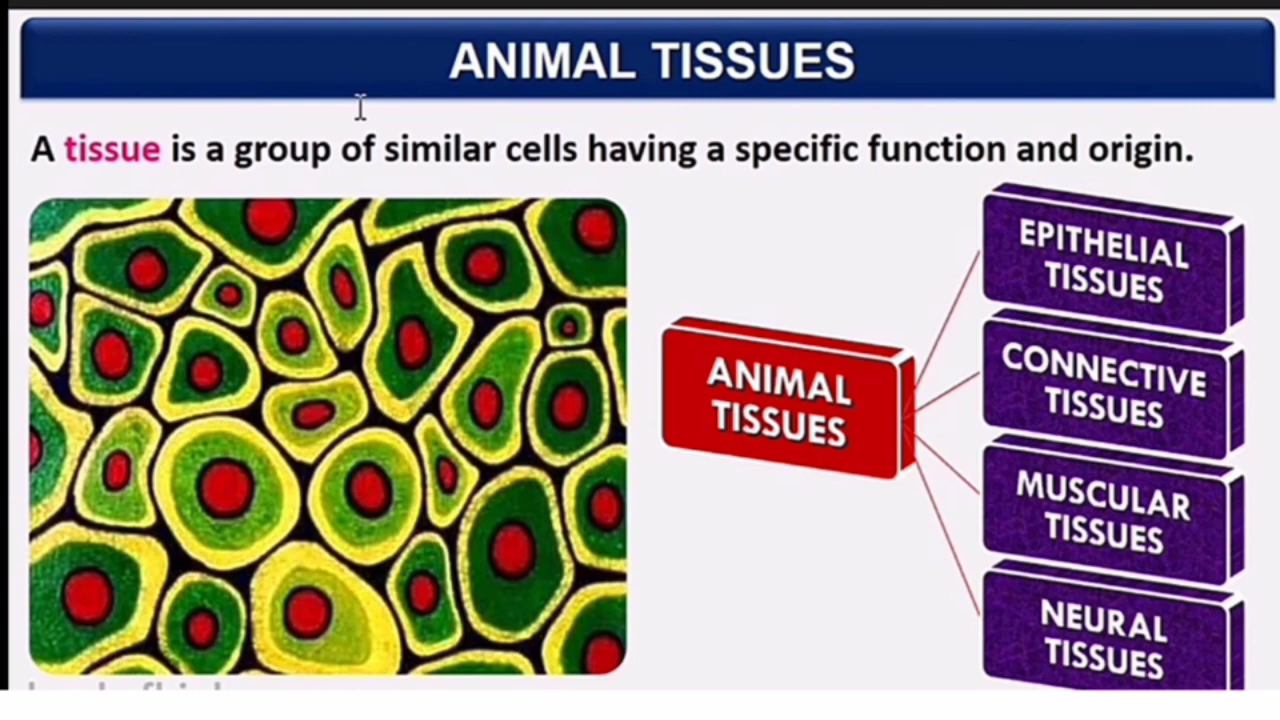 ANIMAL TISSUES
A tissue is a group of similar cells having a specific function and origin.
ANIMAL
TISSUES
EPITHELIAL
TISSUES
CONNECTIVE
TISSUES
MUSCULAR
TISSUES
NEURAL
TISSUES